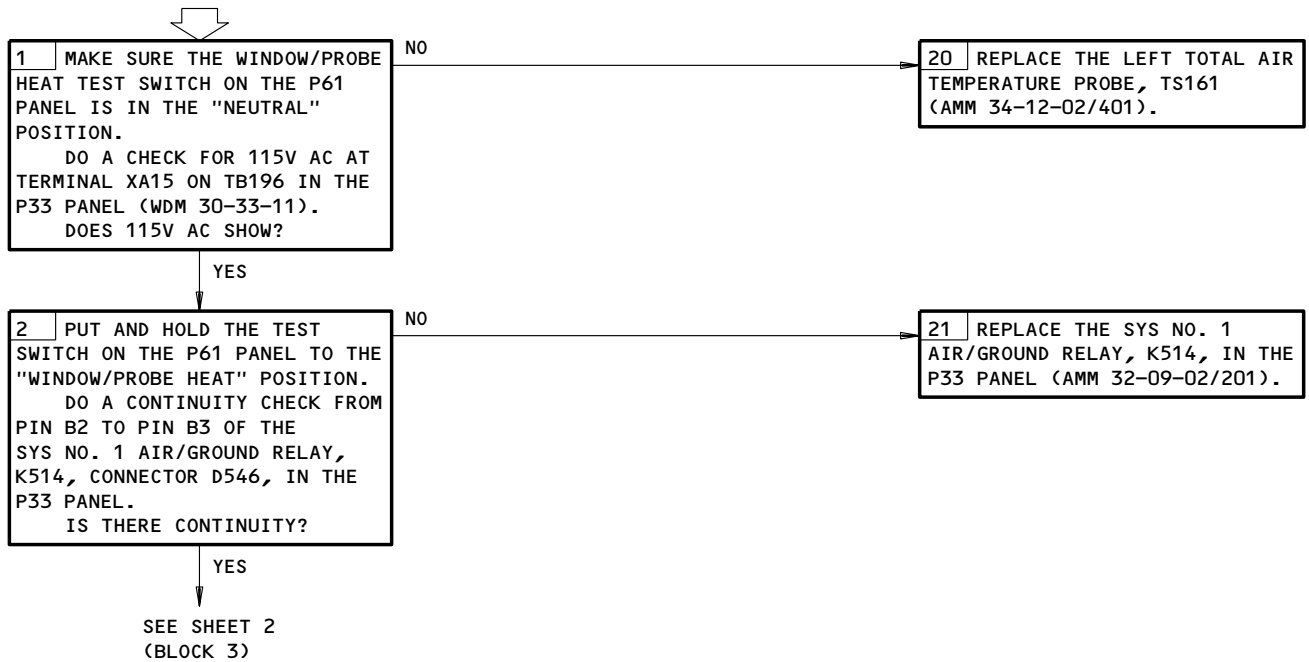 1 MAKE SURE THE WINDOW/PROBE
HEAT TEST SWITCH ON THE P61
PANEL IS IN THE "NEUTRAL"
POSITION.
DO A CHECK FOR 115V AC AT
TERMINAL XA15 ON TB196 IN THE
P33 PANEL (WDM 30-33-11).
DOES 115V AC SHOW?
NO
20 REPLACE THE LEFT TOTAL AIR
TEMPERATURE PROBE, TS161
(AMM 34-12-02/401).
YES
2 PUT AND HOLD THE TEST
SWITCH ON THE P61 PANEL TO THE
"WINDOW/PROBE HEAT" POSITION.
DO A CONTINUITY CHECK FROM
PIN B2 TO PIN B3 OF THE
SYS NO. 1 AIR/GROUND RELAY,
K514, CONNECTOR D546, IN THE
P33 PANEL.
IS THERE CONTINUITY?
NO
21 REPLACE THE SYS NO. 1
AIR/GROUND RELAY, K514, IN THE
P33 PANEL (AMM 32-09-02/201).
YES
SEE SHEET 2
(BLOCK 3)